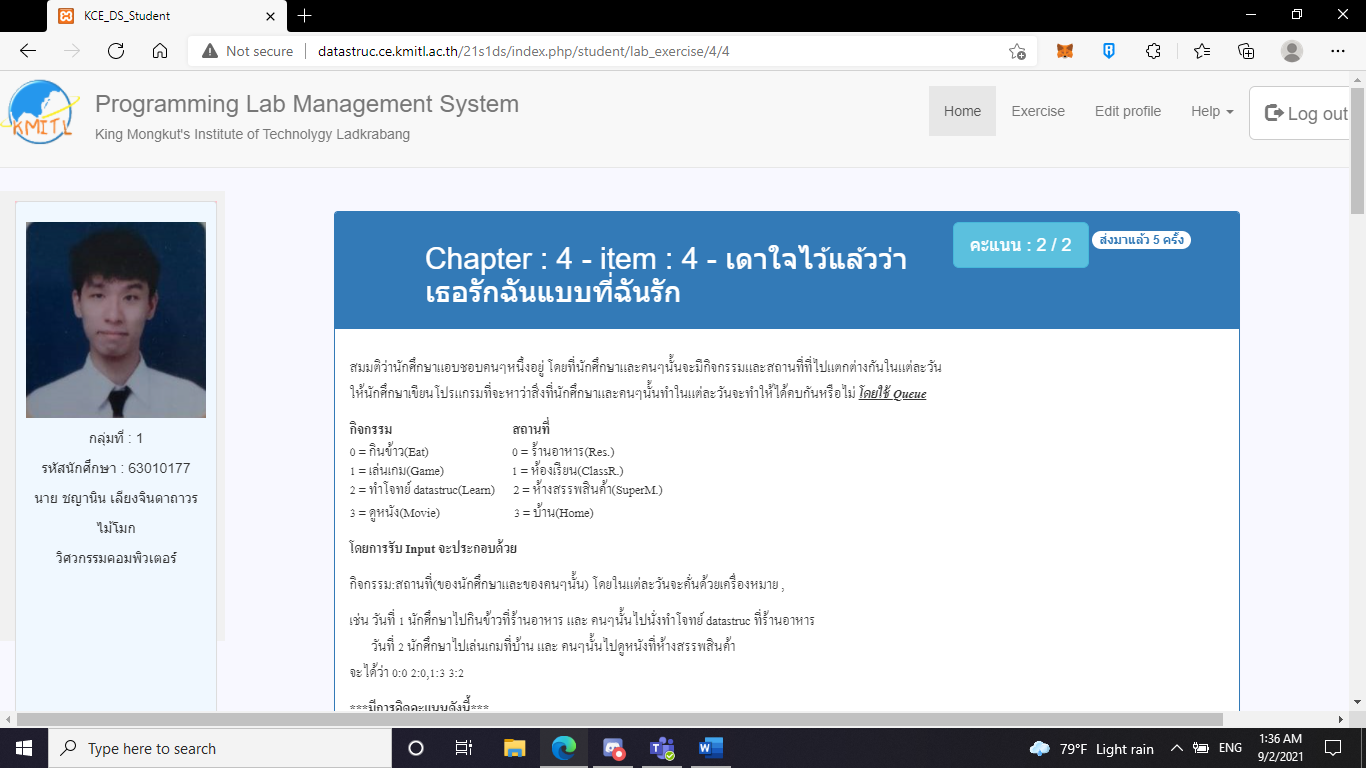 KCE_DS_Student
Not secure
datastruc.ce.kmitl.ac.th/21s1ds/index.php/student/lab_exercise/4/4
KMITL
Programming Lab Management System
King Mongkut's Institute of Technolygy Ladkrabang
Home
Exercise
Edit profile
Help
Log out
กลุ่มที่ : 1
รหัสนักศึกษา : 63010177
นาย ชญานิน เลียงจินดาถาวร
ไม้โมก
วิศวกรรมคอมพิวเตอร์
Chapter : 4 - item : 4 - เดาใจไว้แล้วว่า
เธอรักฉันแบบที่ฉันรัก
คะแนน : 2 / 2
ส่งมาแล้ว 5 ครั้ง
สมมติว่านักศึกษาแอบชอบคนๆหนึ่งอยู่ โดยที่นักศึกษาและคนๆนั้นจะมีกิจกรรมและสถานที่ที่ไปแตกต่างกันในแต่ละวัน
ให้นักศึกษาเขียนโปรแกรมที่จะหาว่าสิ่งที่นักศึกษาและคนๆนั้นทำในแต่ละวันจะทำให้ได้คบกันหรือไม่ โดยใช้ Queue
กิจกรรม สถานที่
0 = กินข้าว(Eat) 0 = ร้านอาหาร(Res.)
1 = เล่นเกม(Game) 1 = ห้องเรียน(ClassR.)
2 = ทำโจทย์ datastruc(Learn) 2 = ห้างสรรพสินค้า(SuperM.)
3 = ดูหนัง(Movie) 3 = บ้าน(Home)
โดยการรับ Input จะประกอบด้วย
กิจกรรม:สถานที่(ของนักศึกษาและของคนๆนั้น) โดยในแต่ละวันจะคั่นด้วยเครื่องหมาย ,
เช่น วันที่ 1 นักศึกษาไปกินข้าวที่ร้านอาหาร และ คนๆนั้นไปนั่งทำโจทย์ datastruc ที่ร้านอาหาร
วันที่ 2 นักศึกษาไปเล่นเกมที่บ้าน และ คนๆนั้นไปดูหนังที่ห้างสรรพสินค้า
จะได้ว่า 0:0 2:0,1:3 3:2
***มีการคิดคะแนนดังนี้***
Type here to search
79°F Light rain
ENG
1:36 AM
9/2/2021